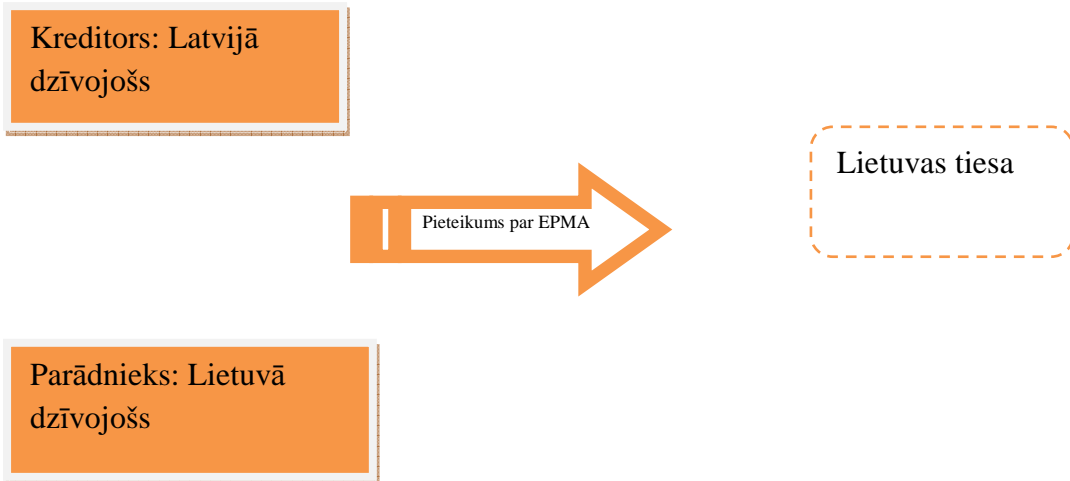 Kreditors: Latvijā
dzīvojošs
Lietuvas tiesa
Pieteikums par EPMA
Parādnieks: Lietuvā
dzīvojošs